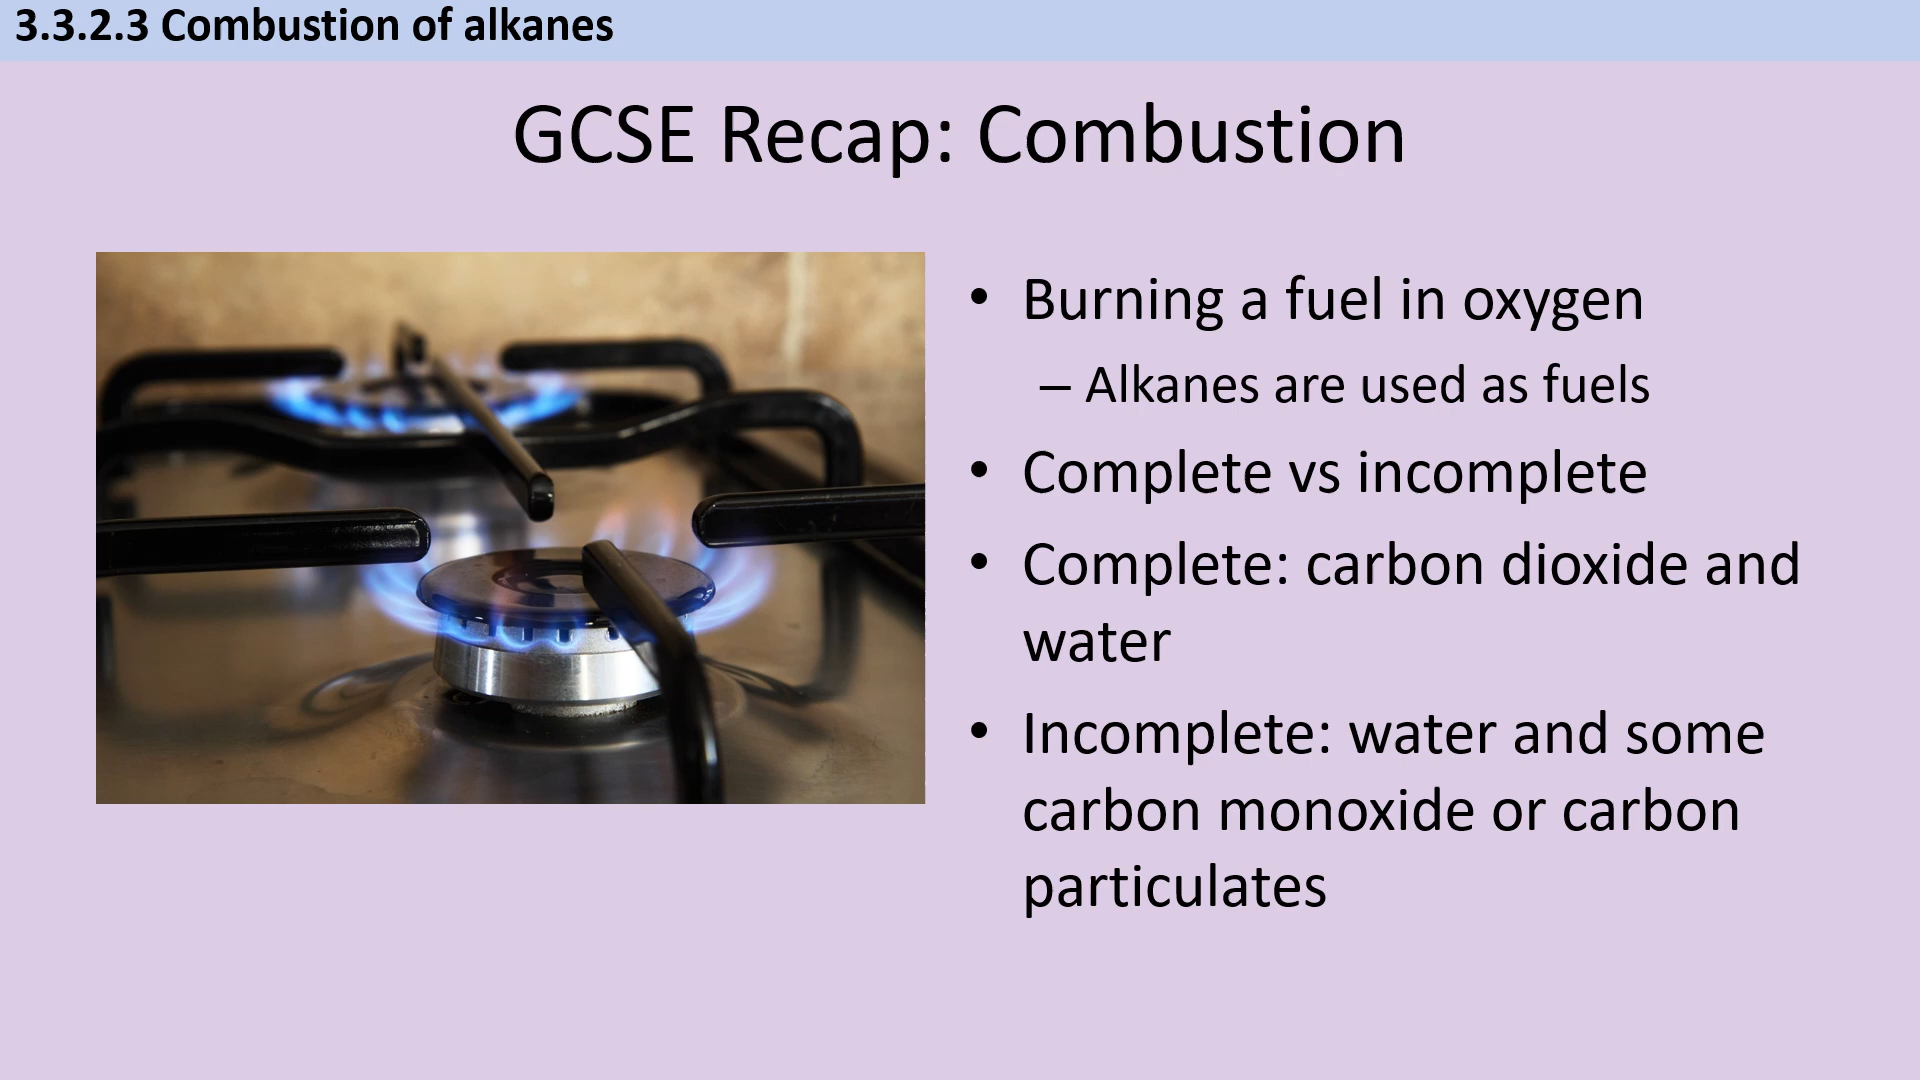 3.3.2.3 Combustion of alkanes
GCSE Recap: Combustion
• Burning a fuel in oxygen
– Alkanes are used as fuels
• Complete vs incomplete
• Complete: carbon dioxide and
water
• Incomplete: water and some
carbon monoxide or carbon
particulates